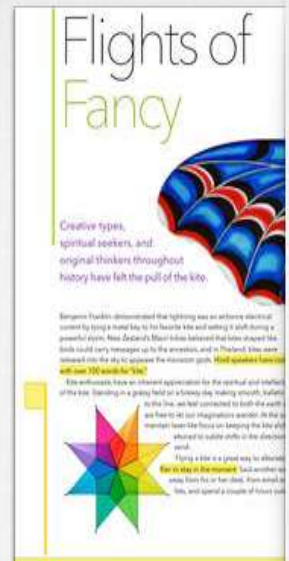 Flights of
Fancy
Creative types,
spiritual seekers, and
original thinkers throughout
history have felt the pull of the kite.
Benjamin Franklin demonstrated that lightning was an airborne electrical
current by tying a metal key to his favorite kite and setting it aloft during a
powerful storm. New Zealand's Maori tribes believed that kites shaped like
birds could carry messages up to the ancestors, and in Thailand, kites were
released into the sky to appease the monsoon gods. Hindi speakers have
with over 100 words for "kite."
Kite enthusiasts have an inherent appreciation for the spiritual and
of the kite. Standing in a grassy field on a breezy day making smooth,
to the line, we feel connected to both the earth
are free to let our imaginations wander. At the
maintain laser-like focus on keeping the kite
attuned to subtle shifts in the direction
wind.
Flying a kite is a great way to
to stay in the moment. Said another
away from his or her desk, from email
lists, and spend a couple of hours